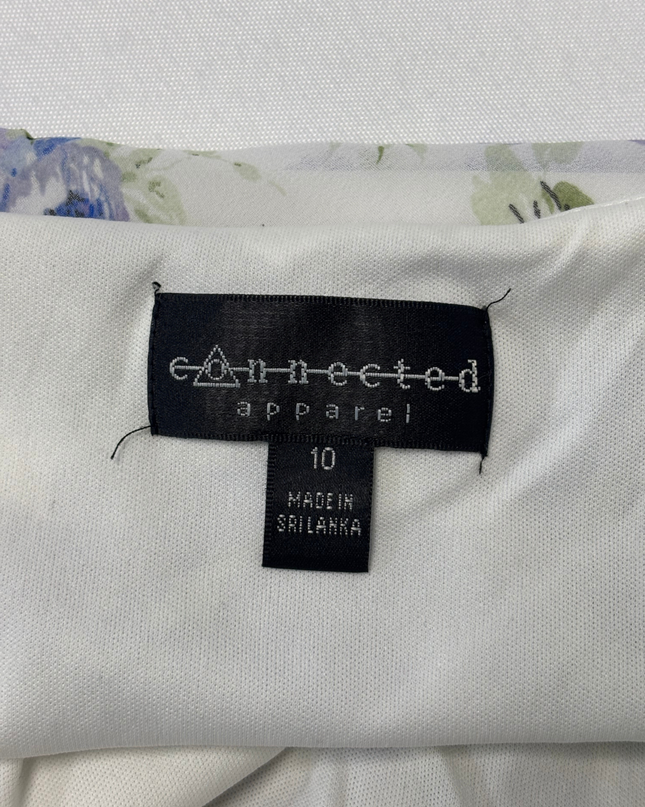 connected
apparel
10
MADE IN
SRI LANKA